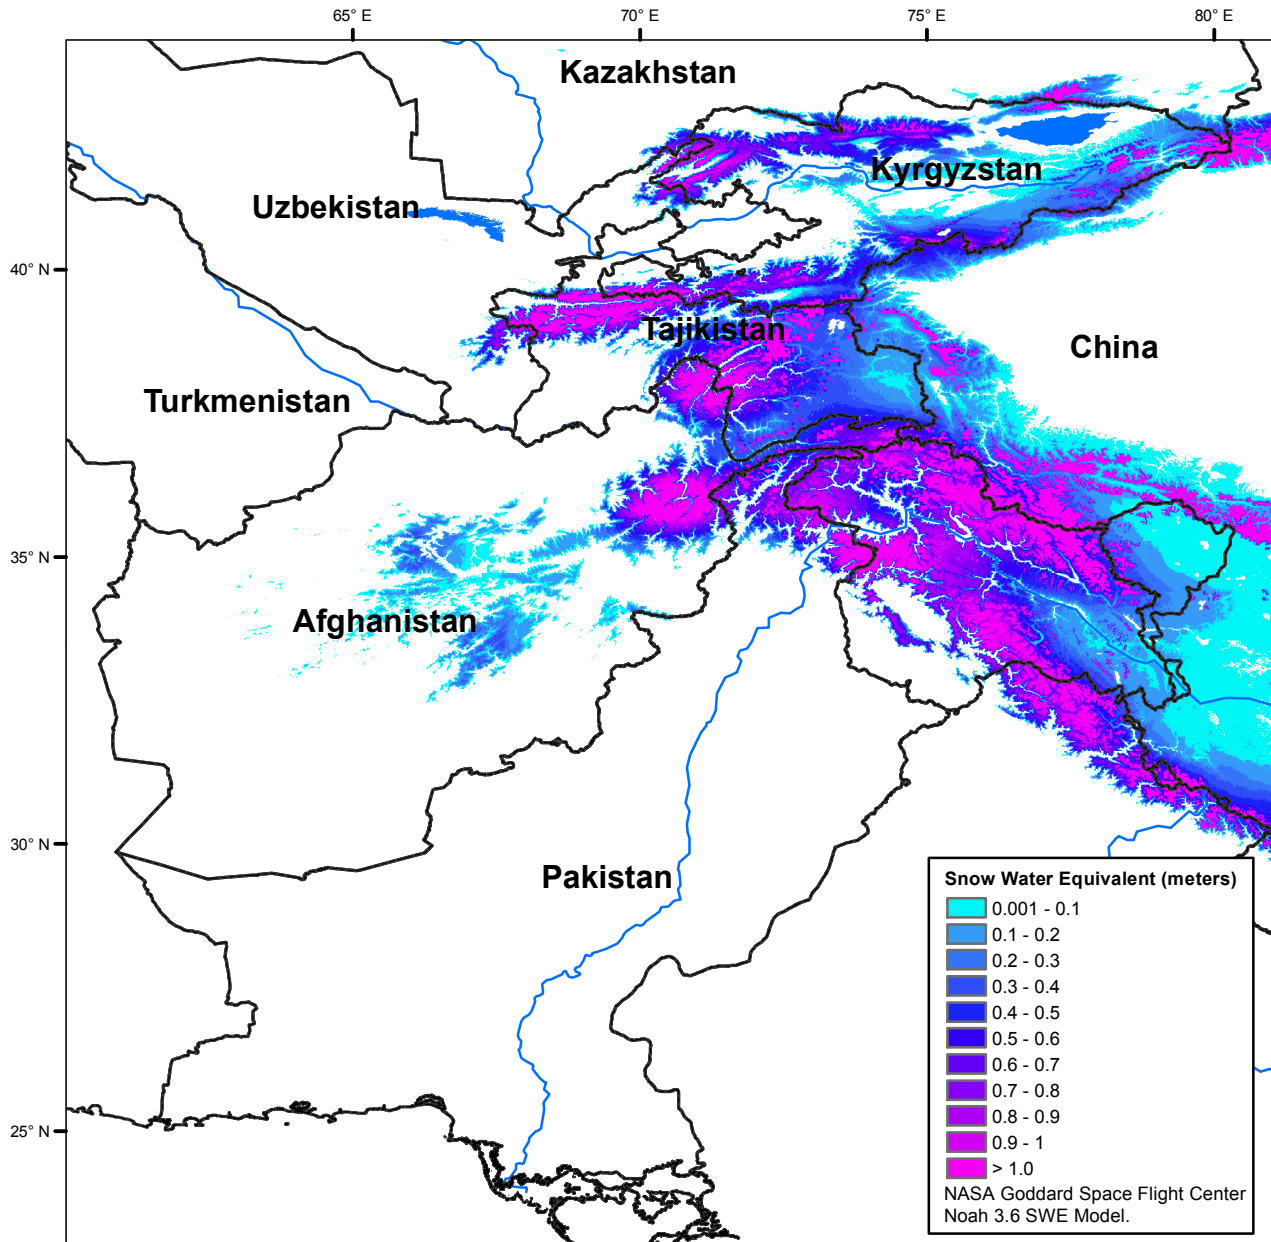 65° E
70° E
75° E
80° E
Kazakhstan
Kyrgyzstan
Uzbekistan
40° N
Tajikistan
China
Turkmenistan
35° N
Afghanistan
30° N
Pakistan
25° N
Snow Water Equivalent (meters)
0.001 - 0.1
0.1 - 0.2
0.2 - 0.3
0.3 - 0.4
0.4 - 0.5
0.5 - 0.6
0.6 - 0.7
0.7 - 0.8
0.8 - 0.9
0.9 - 1
> 1.0
NASA Goddard Space Flight Center
Noah 3.6 SWE Model.